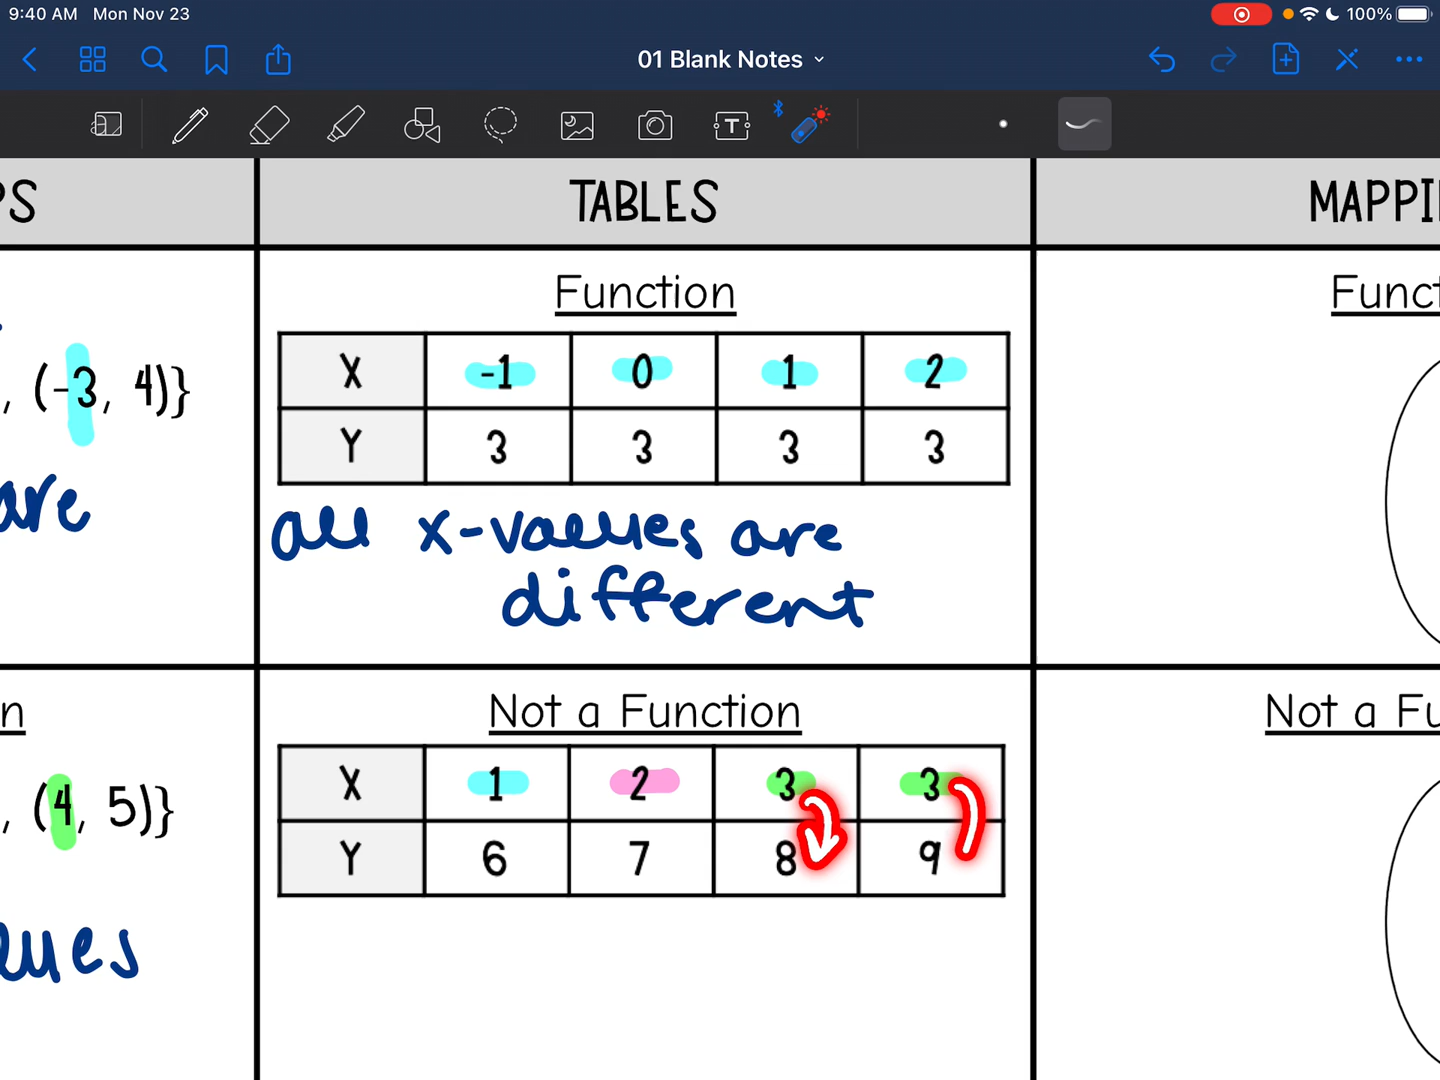 9:40 AM Mon Nov 23
100%
01 Blank Notes
T
PS
TABLES
MAPPI
, (-3, 4)}
are
Function
X -1 0 1 2
Y 3 3 3 3
all x-values are
different
Funct
n
, (4, 5)}
ues
Not a Function
X 1 2 3 3
Y 6 7 8 9
Not a Fu